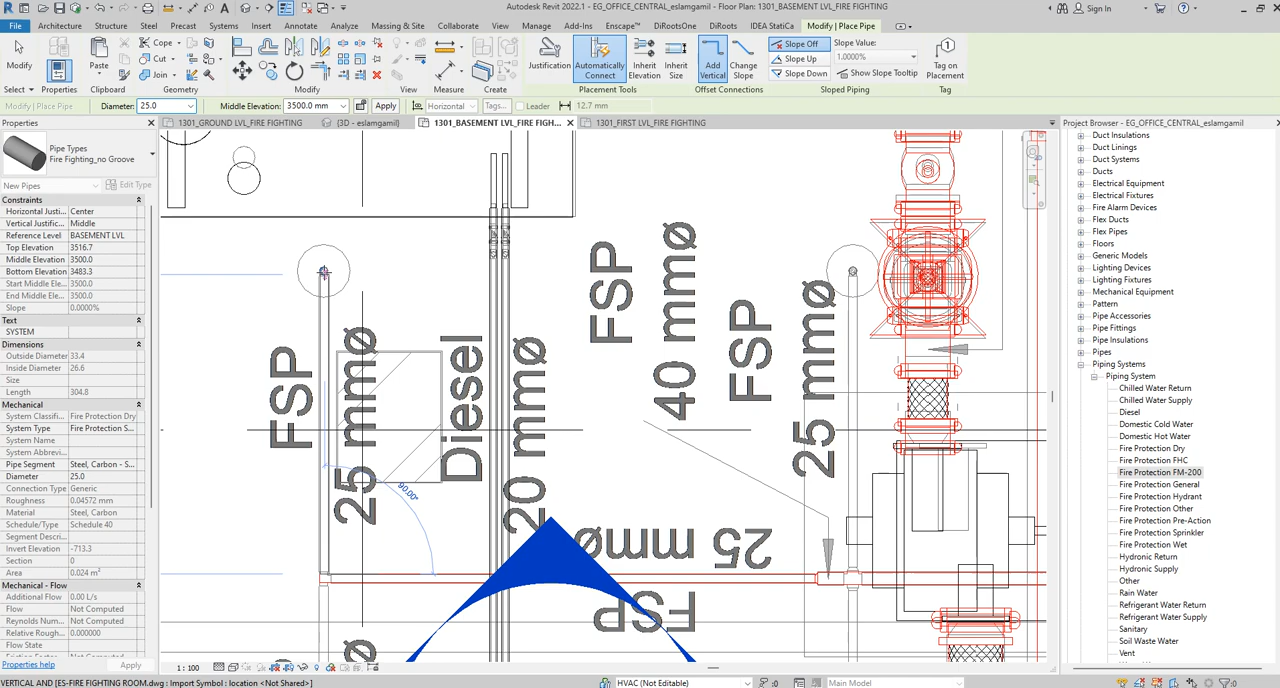 Autodesk Revit 2022.1 - EG_OFFICE_CENTRAL_eslamgamil - Floor Plan: 1301_BASEMENT LVL_FIRE FIGHTING
Sign In
File Architecture Structure Steel Precast Systems Insert Annotate Analyze Massing & Site Collaborate View Manage Add-Ins Enscape™ DiRootsOne DiRoots IDEA StatiCa Modify | Place Pipe
Modify
Paste
Cope
Cut
Join
Justification
Automatically Connect
Inherit Elevation
Inherit Size
Add Vertical
Change Slope
Slope Off
Slope Up
Slope Down
Slope Value:
1.0000%
Show Slope Tooltip
Tag on Placement
Select Properties Clipboard Geometry Modify View Measure Create Placement Tools Offset Connections Sloped Piping Tag
Modify | Place Pipe Diameter: 25.0 Middle Elevation: 3500.0 mm Apply Horizontal Tags... Leader 12.7 mm
Properties
Pipe Types
Fire Fighting_no Groove
New Pipes Edit Type
Constraints
Horizontal Justi... Center
Vertical Justific... Middle
Reference Level BASEMENT LVL
Top Elevation 3516.7
Middle Elevation 3500.0
Bottom Elevation 3483.3
Start Middle Ele... 3500.0
End Middle Ele... 3500.0
Slope 0.0000%
Text
SYSTEM
Dimensions
Outside Diameter 33.4
Inside Diameter 26.6
Size
Length 304.8
Mechanical
System Classifi... Fire Protection Dry
System Type Fire Protection S...
System Name
System Abbrevi...
Pipe Segment Steel, Carbon - S...
Diameter 25.0
Connection Type Generic
Roughness 0.04572 mm
Material Steel, Carbon
Schedule/Type Schedule 40
Segment Descri...
Invert Elevation -713.3
Section 0
Area 0.024 m²
Mechanical - Flow
Additional Flow 0.00 L/s
Flow Not Computed
Reynolds Num... Not Computed
Relative Rough... 0.000000
Flow State
Properties help Apply
1301_GROUND LVL_FIRE FIGHTING
{3D - eslamgamil}
1301_BASEMENT LVL_FIRE FIGH...
1301_FIRST LVL_FIRE FIGHTING
FSP
25 mmø
Diesel
20 mmø
FSP
40 mmø
FSP
25 mmø
25 mmø
FSP
90.00°
ø
Project Browser - EG_OFFICE_CENTRAL_eslamgamil
Duct Insulations
Duct Linings
Duct Systems
Ducts
Electrical Equipment
Electrical Fixtures
Fire Alarm Devices
Flex Ducts
Flex Pipes
Floors
Generic Models
Lighting Devices
Lighting Fixtures
Mechanical Equipment
Pattern
Pipe Accessories
Pipe Fittings
Pipe Insulations
Pipes
Piping Systems
Piping System
Chilled Water Return
Chilled Water Supply
Diesel
Domestic Cold Water
Domestic Hot Water
Fire Protection Dry
Fire Protection FHC
Fire Protection FM-200
Fire Protection General
Fire Protection Hydrant
Fire Protection Other
Fire Protection Pre-Action
Fire Protection Sprinkler
Fire Protection Wet
Hydronic Return
Hydronic Supply
Other
Rain Water
Refrigerant Water Return
Refrigerant Water Supply
Sanitary
Soil Waste Water
Vent
1 : 100
VERTICAL AND [ES-FIRE FIGHTING ROOM.dwg : Import Symbol : location <Not Shared>]
HVAC (Not Editable)
:0
Main Model
:0